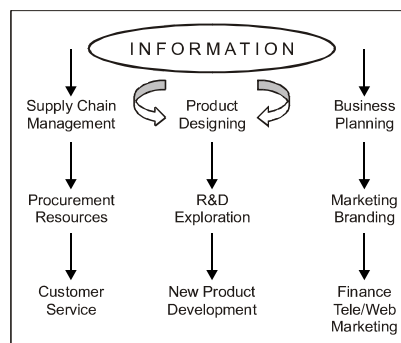 INFORMATION
Supply Chain
Management
Product
Designing
Business
Planning
Procurement
Resources
R&D
Exploration
Marketing
Branding
Customer
Service
New Product
Development
Finance
Tele/Web
Marketing